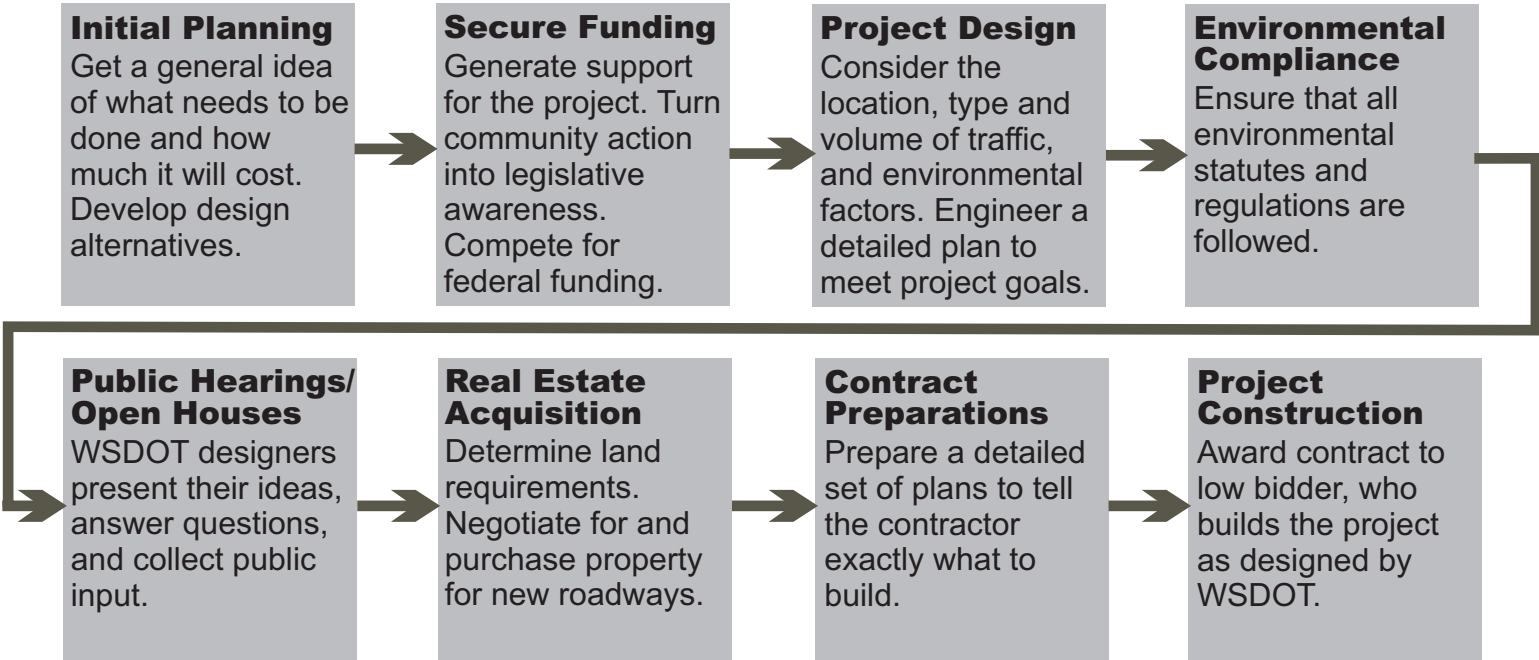 Initial Planning
Get a general idea
of what needs to be
done and how
much it will cost.
Develop design
alternatives.
Secure Funding
Generate support
for the project. Turn
community action
into legislative
awareness.
Compete for
federal funding.
Project Design
Consider the
location, type and
volume of traffic,
and environmental
factors. Engineer a
detailed plan to
meet project goals.
Environmental
Compliance
Ensure that all
environmental
statutes and
regulations are
followed.
Public Hearings/
Open Houses
WSDOT designers
present their ideas,
answer questions,
and collect public
input.
Real Estate
Acquisition
Determine land
requirements.
Negotiate for and
purchase property
for new roadways.
Contract
Preparations
Prepare a detailed
set of plans to tell
the contractor
exactly what to
build.
Project
Construction
Award contract to
low bidder, who
builds the project
as designed by
WSDOT.